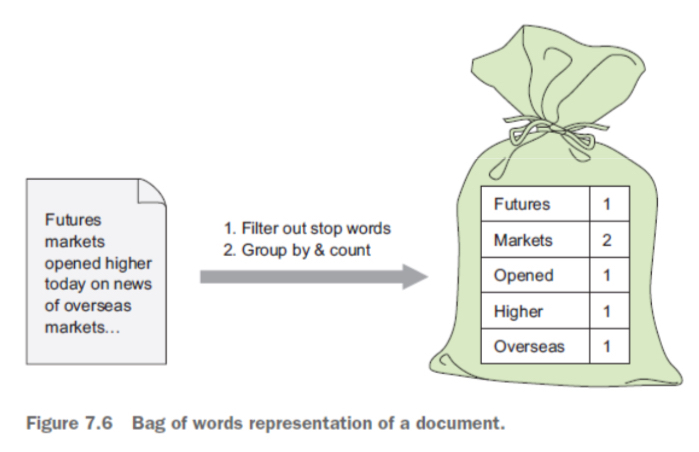 Futures
markets
opened higher
today on news
of overseas
markets...
1. Filter out stop words
2. Group by & count
Futures 1
Markets 2
Opened 1
Higher 1
Overseas 1
Figure 7.6 Bag of words representation of a document.